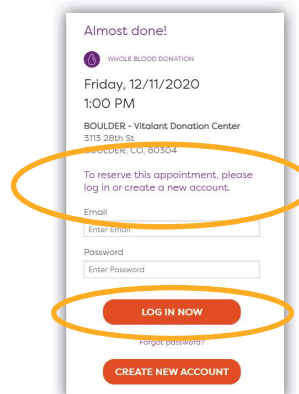 Almost done!
WHOLE BLOOD DONATION
Friday, 12/11/2020
1:00 PM
BOULDER - Vitalant Donation Center
3113 28th St
BOULDER, CO, 80304
To reserve this appointment, please
log in or create a new account.
Email
Enter Email
Password
Enter Password
LOG IN NOW
Forgot password?
CREATE NEW ACCOUNT